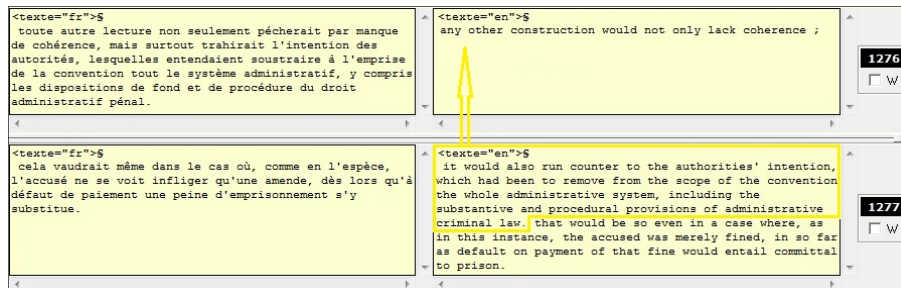 <texte="fr">§
toute autre lecture non seulement pécherait par manque
de cohérence, mais surtout trahirait l'intention des
autorités, lesquelles entendaient soustraire à l'emprise
de la convention tout le système administratif, y compris
les dispositions de fond et de procédure du droit
administratif pénal.
<texte="en">§
any other construction would not only lack coherence ;
1276
W
<texte="fr">§
cela vaudrait même dans le cas où, comme en l'espèce,
l'accusé ne se voit infliger qu'une amende, dès lors qu'à
défaut de paiement une peine d'emprisonnement s'y
substitue.
<texte="en">§
it would also run counter to the authorities' intention,
which had been to remove from the scope of the convention
the whole administrative system, including the
substantive and procedural provisions of administrative
criminal law. that would be so even in a case where, as
in this instance, the accused was merely fined, in so far
as default on payment of that fine would entail committal
to prison.
1277
W